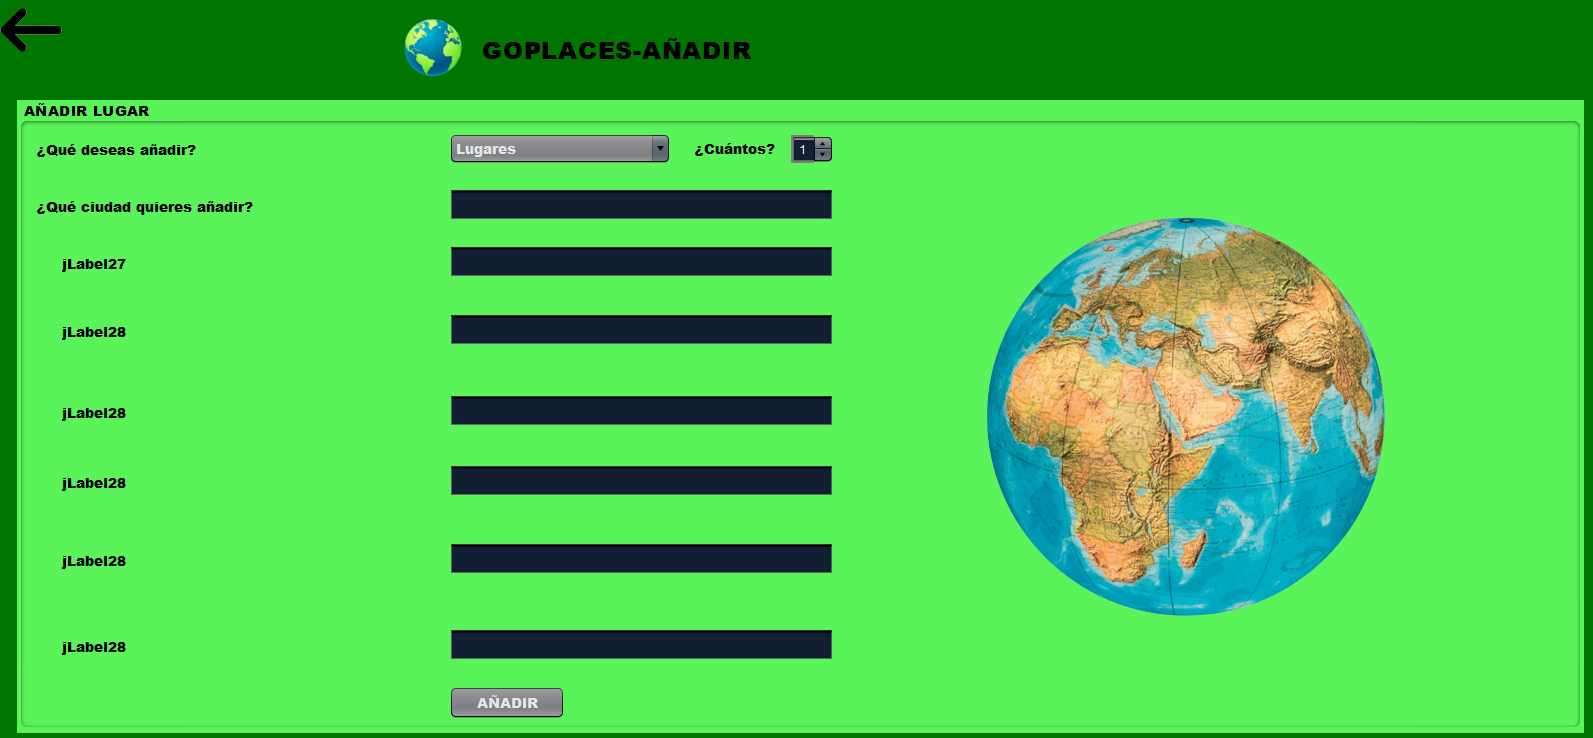 GOPLACES-AÑADIR
AÑADIR LUGAR
¿Qué deseas añadir? Lugares ¿Cuántos? 1
¿Qué ciudad quieres añadir?
jLabel27
jLabel28
jLabel28
jLabel28
jLabel28
jLabel28
AÑADIR